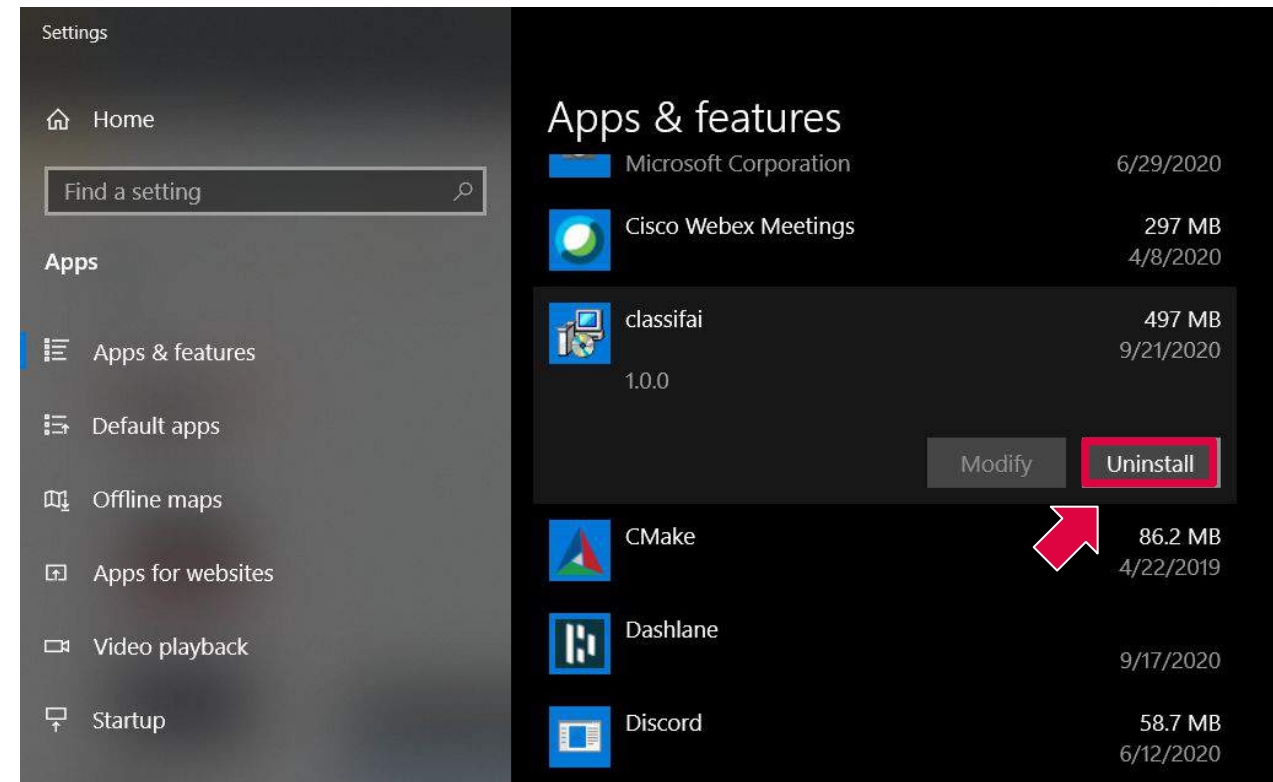 Settings
Home
Find a setting
Apps
Apps & features
Default apps
Offline maps
Apps for websites
Video playback
Startup
Apps & features
Microsoft Corporation 6/29/2020
Cisco Webex Meetings 297 MB
4/8/2020
classifai 497 MB
9/21/2020
1.0.0
Modify Uninstall
CMake 86.2 MB
4/22/2019
Dashlane
9/17/2020
Discord 58.7 MB
6/12/2020